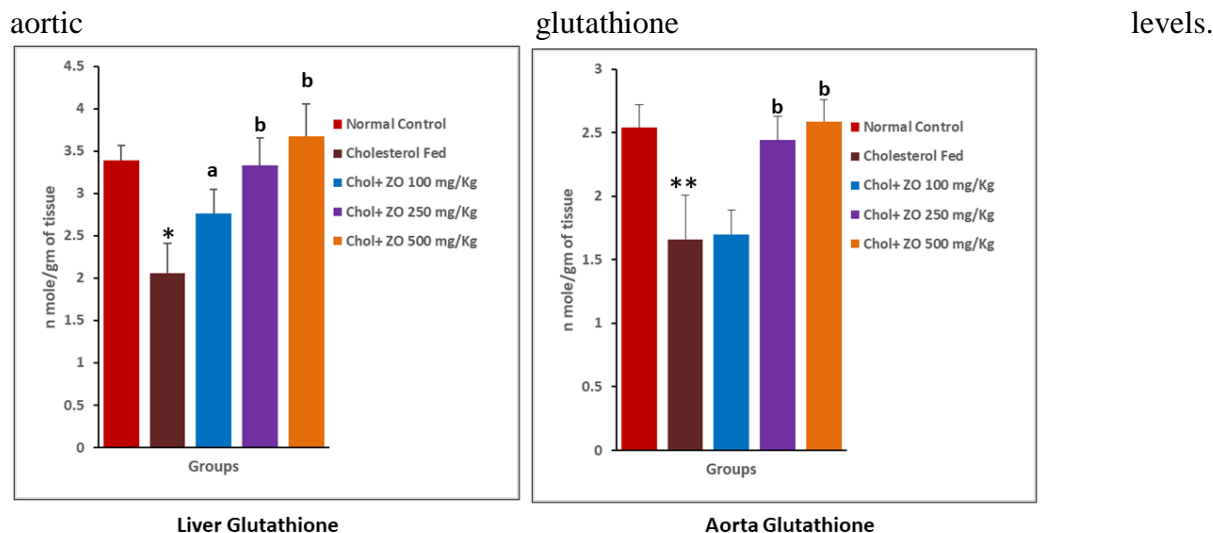 aortic glutathione levels.
4.5
4
3.5
3
2.5
2
1.5
1
0.5
0
n mole/gm of tissue
*
a
b
b
Groups
Normal Control
Cholesterol Fed
Chol+ ZO 100 mg/Kg
Chol+ ZO 250 mg/Kg
Chol+ ZO 500 mg/Kg
Liver Glutathione
3
2.5
2
1.5
1
0.5
0
n mole/gm of tissue
**
b
b
Groups
Normal Control
Cholesterol Fed
Chol+ ZO 100 mg/Kg
Chol+ ZO 250 mg/Kg
Chol+ ZO 500 mg/Kg
Aorta Glutathione